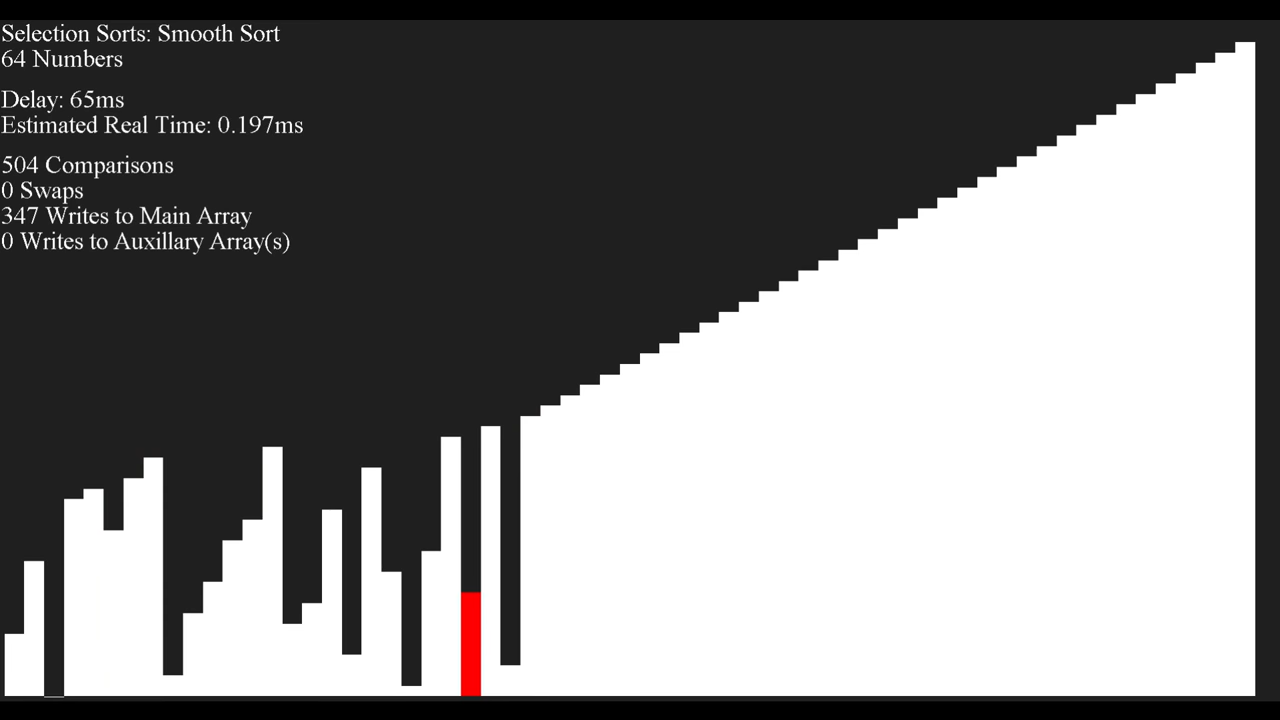 Selection Sorts: Smooth Sort
64 Numbers
Delay: 65ms
Estimated Real Time: 0.197ms
504 Comparisons
0 Swaps
347 Writes to Main Array
0 Writes to Auxillary Array(s)